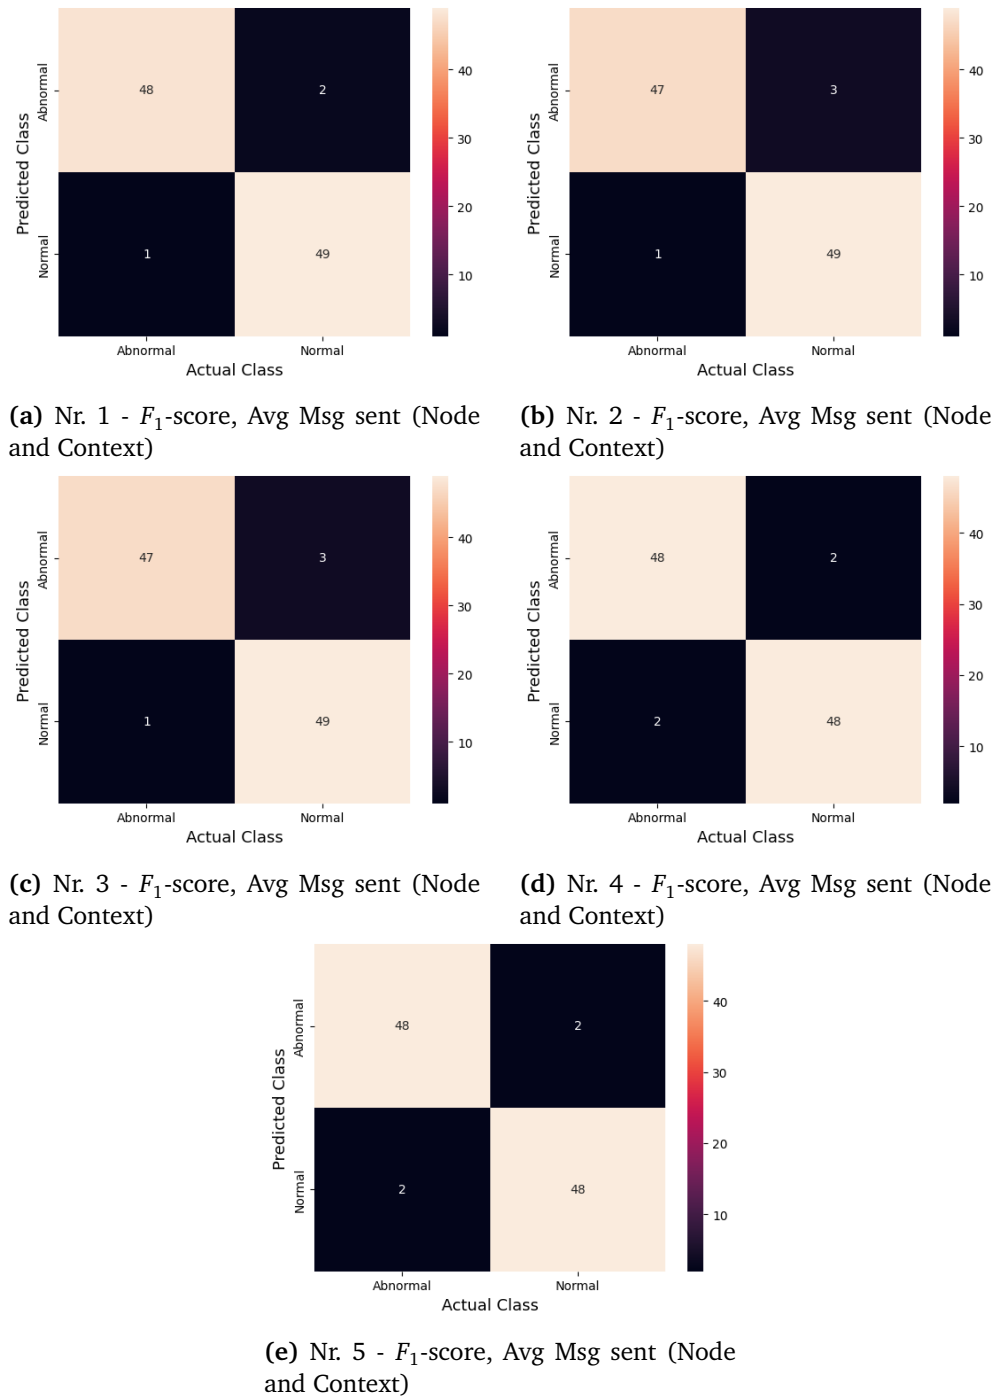 48 2
1 49
Abnormal
Normal
Predicted Class
Abnormal Normal
Actual Class
40
30
20
10
47 3
1 49
Abnormal
Normal
Predicted Class
Abnormal Normal
Actual Class
40
30
20
10
(a) Nr. 1 - F₁-score, Avg Msg sent (Node
and Context)
(b) Nr. 2 - F₁-score, Avg Msg sent (Node
and Context)
47 3
1 49
Abnormal
Normal
Predicted Class
Abnormal Normal
Actual Class
40
30
20
10
48 2
2 48
Abnormal
Normal
Predicted Class
Abnormal Normal
Actual Class
40
30
20
10
(c) Nr. 3 - F₁-score, Avg Msg sent (Node
and Context)
(d) Nr. 4 - F₁-score, Avg Msg sent (Node
and Context)
48 2
2 48
Abnormal
Normal
Predicted Class
Abnormal Normal
Actual Class
40
30
20
10
(e) Nr. 5 - F₁-score, Avg Msg sent (Node
and Context)